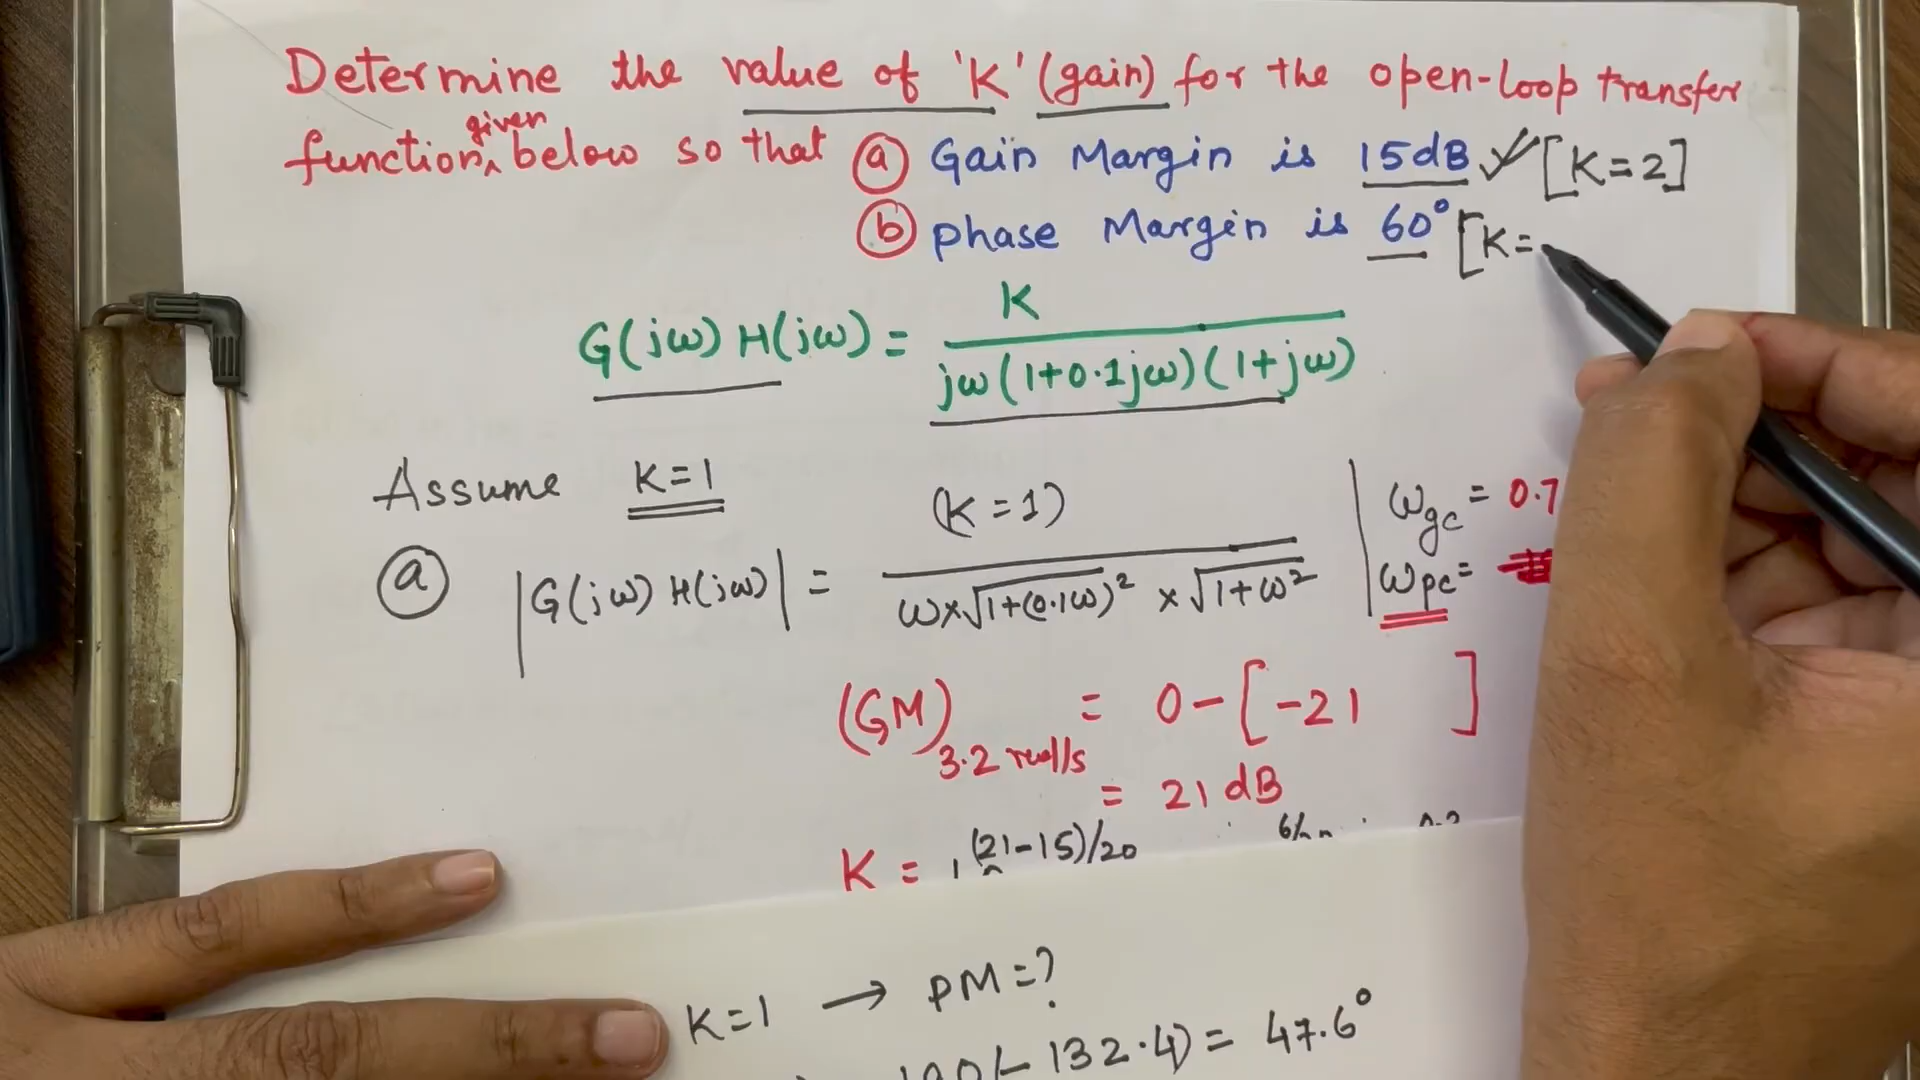 Determine the value of 'K' (gain) for the open-loop transfer
function given below so that (a) Gain Margin is 15dB ✓ [K=2]
(b) phase Margin is 60° [K=
G(jω) H(jω) = K / jω(1+0.1jω)(1+jω)
Assume K=1
(K=1)
(a) |G(jω) H(jω)| = / ω×√1+(0.1ω)² × √1+ω²
ωgc = 0.7
ωpc =
(GM) 3.2 rad/s = 0-[-21 ]
= 21 dB
K = (21-15)/20
K=1 → PM=?
- 132.4) = 47.6°